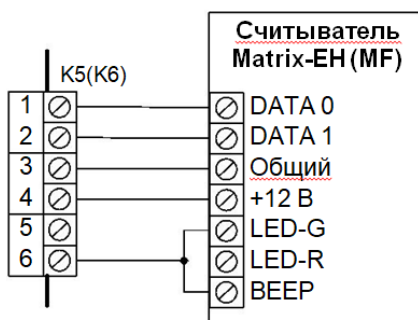 Считыватель
Matrix-EH (MF)
K5(K6)
1 DATA 0
2 DATA 1
3 Общий
4 +12 В
5 LED-G
6 LED-R
BEEP